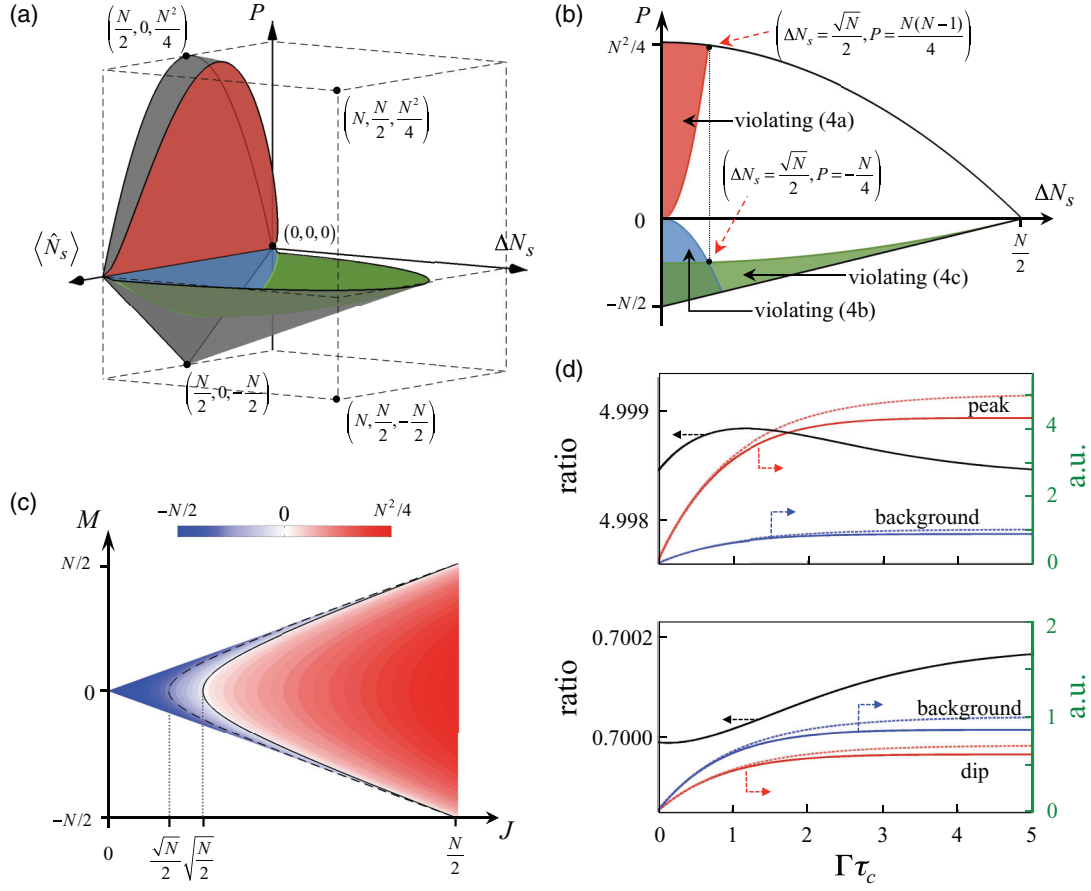 (a)
P
(N/2, 0, N²/4)
(N, N/2, N²/4)
(0,0,0)
⟨N̂ₛ⟩
ΔNₛ
(N/2, 0, −N/2)
(N, N/2, −N/2)
(b)
P
N²/4
(ΔNₛ = √N/2, P = N(N−1)/4)
violating (4a)
(ΔNₛ = √N/2, P = −N/4)
ΔNₛ
0
N/2
violating (4c)
−N/2
violating (4b)
(c)
M
−N/2 0 N²/4
N/2
0
−N/2
J
0 √N/2 √(N/2) N/2
(d)
4.999
4.998
ratio
peak
background
4
2
0
a.u.
0.7002
0.7000
ratio
background
dip
2
1
0
a.u.
0 1 2 3 4 5
Γτ_c